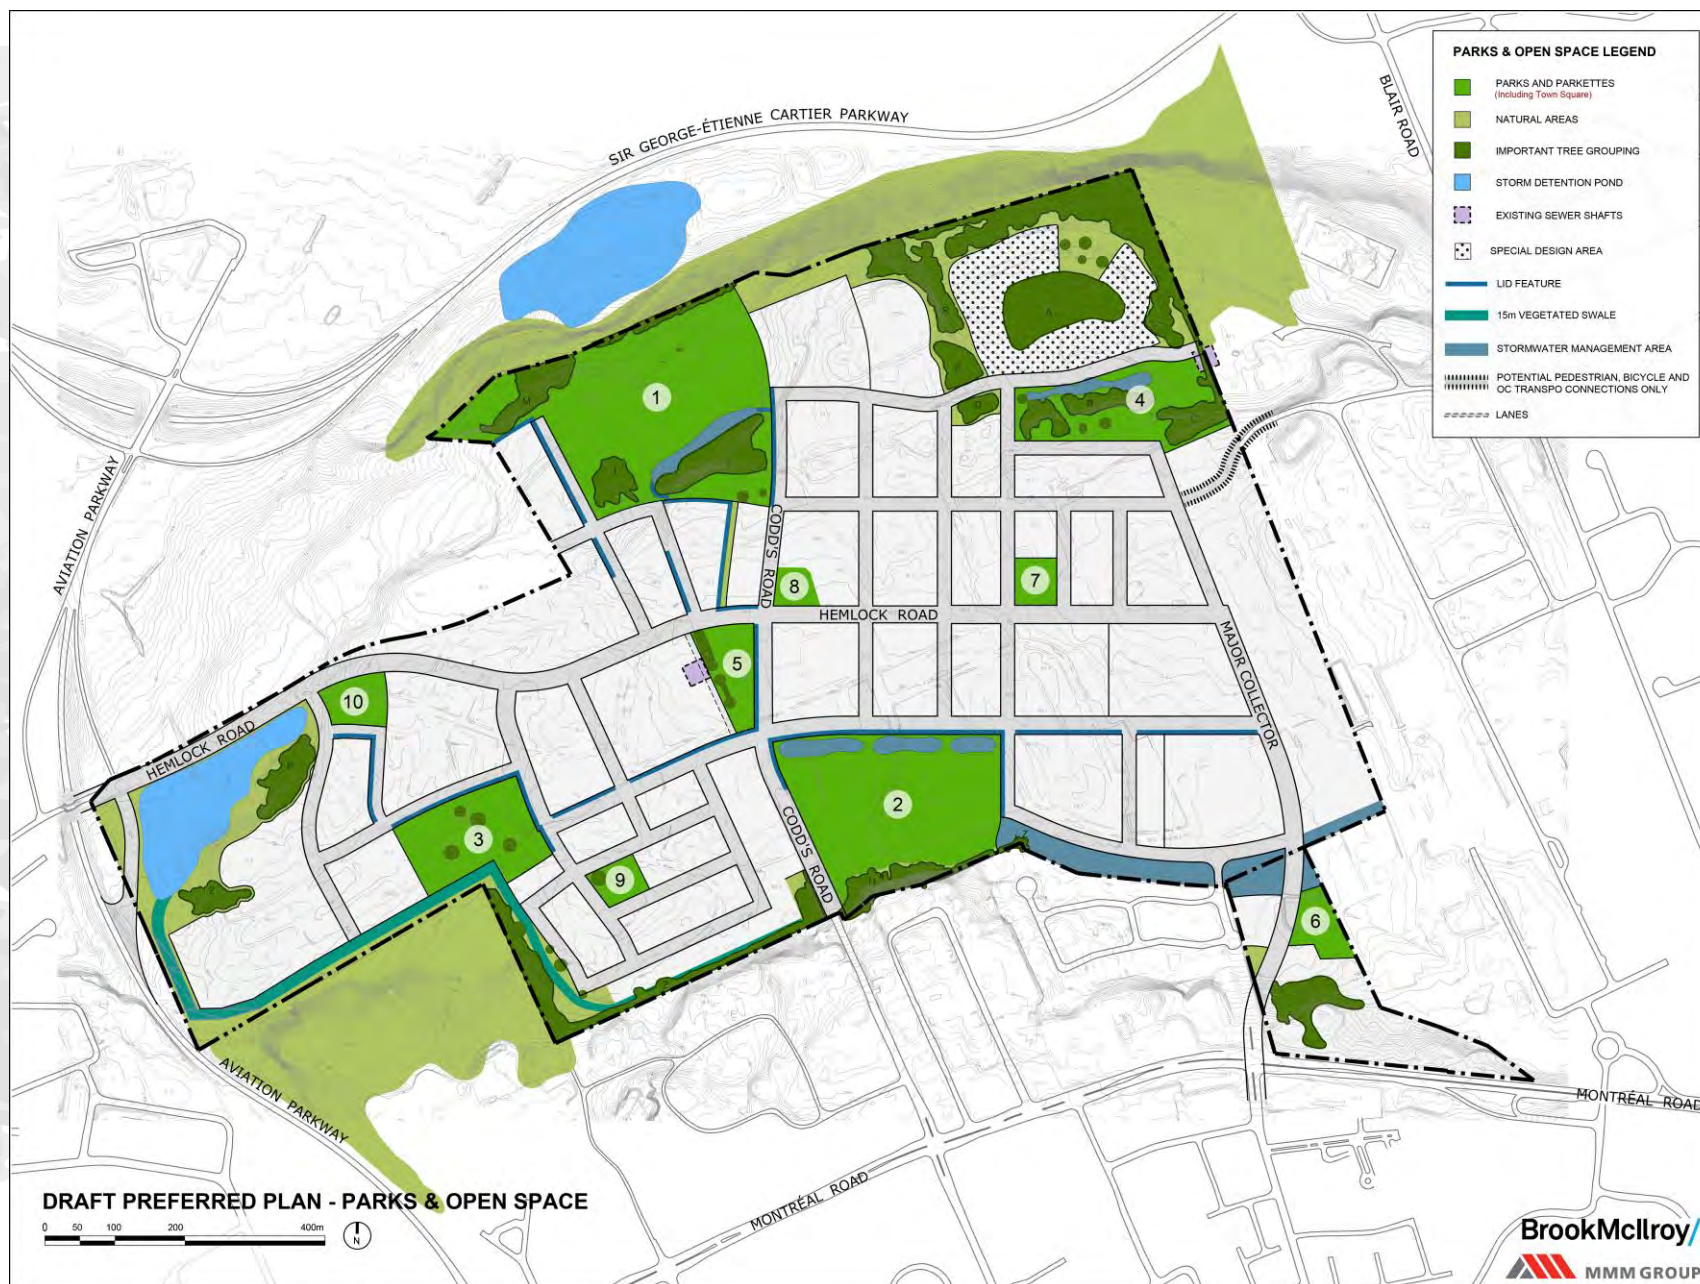 SIR GEORGE-ÉTIENNE CARTIER PARKWAY
BLAIR ROAD
PARKS & OPEN SPACE LEGEND
PARKS AND PARKETTES
(Including Town Square)
NATURAL AREAS
IMPORTANT TREE GROUPING
STORM DETENTION POND
EXISTING SEWER SHAFTS
SPECIAL DESIGN AREA
LID FEATURE
15m VEGETATED SWALE
STORMWATER MANAGEMENT AREA
POTENTIAL PEDESTRIAN, BICYCLE AND
OC TRANSPO CONNECTIONS ONLY
LANES
1
4
AVIATION PARKWAY
CODD'S ROAD
8
7
HEMLOCK ROAD
5
MAJOR COLLECTOR
10
HEMLOCK ROAD
2
3
CODD'S ROAD
9
6
AVIATION PARKWAY
MONTRÉAL ROAD
MONTRÉAL ROAD
DRAFT PREFERRED PLAN - PARKS & OPEN SPACE
0 50 100 200 400m
N
BrookMcIlroy/
MMM GROUP